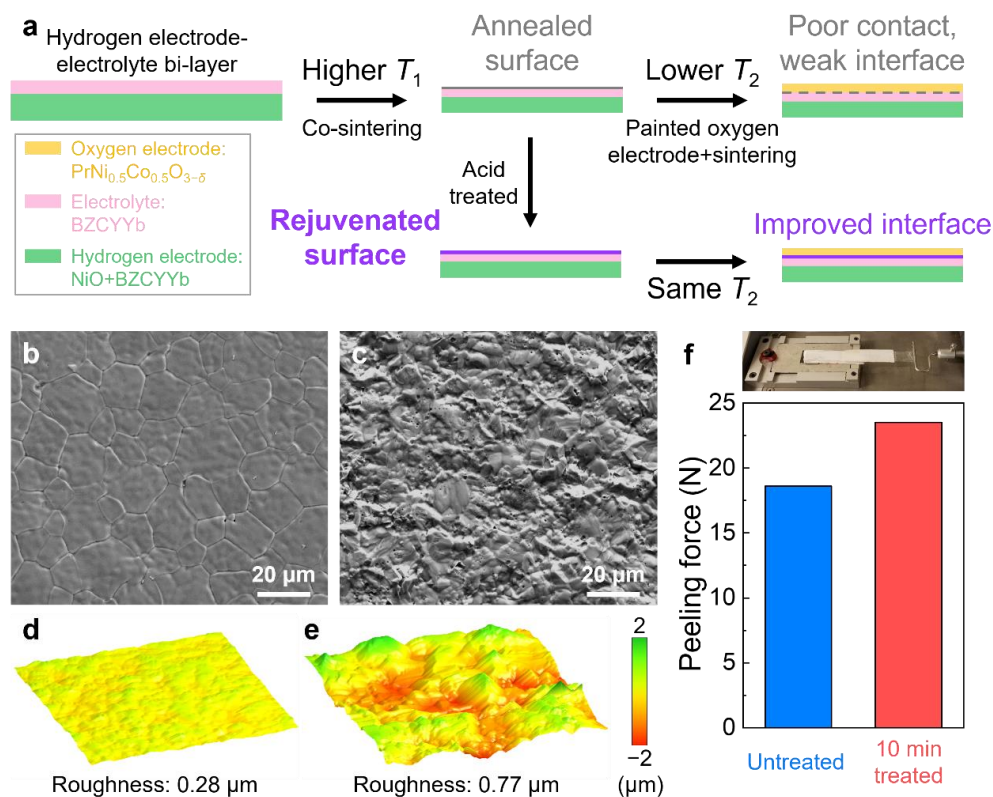 a
Hydrogen electrode-
electrolyte bi-layer
Higher T₁
Co-sintering
Annealed
surface
Lower T₂
Painted oxygen
electrode+sintering
Poor contact,
weak interface
Oxygen electrode:
PrNi₀.₅Co₀.₅O₃₋δ
Electrolyte:
BZCYYb
Hydrogen electrode:
NiO+BZCYYb
Acid
treated
Rejuvenated
surface
Same T₂
Improved interface
b
20 μm
c
20 μm
d
Roughness: 0.28 μm
e
Roughness: 0.77 μm
2
−2
(μm)
f
Peeling force (N)
25
20
15
10
5
0
Untreated
10 min
treated